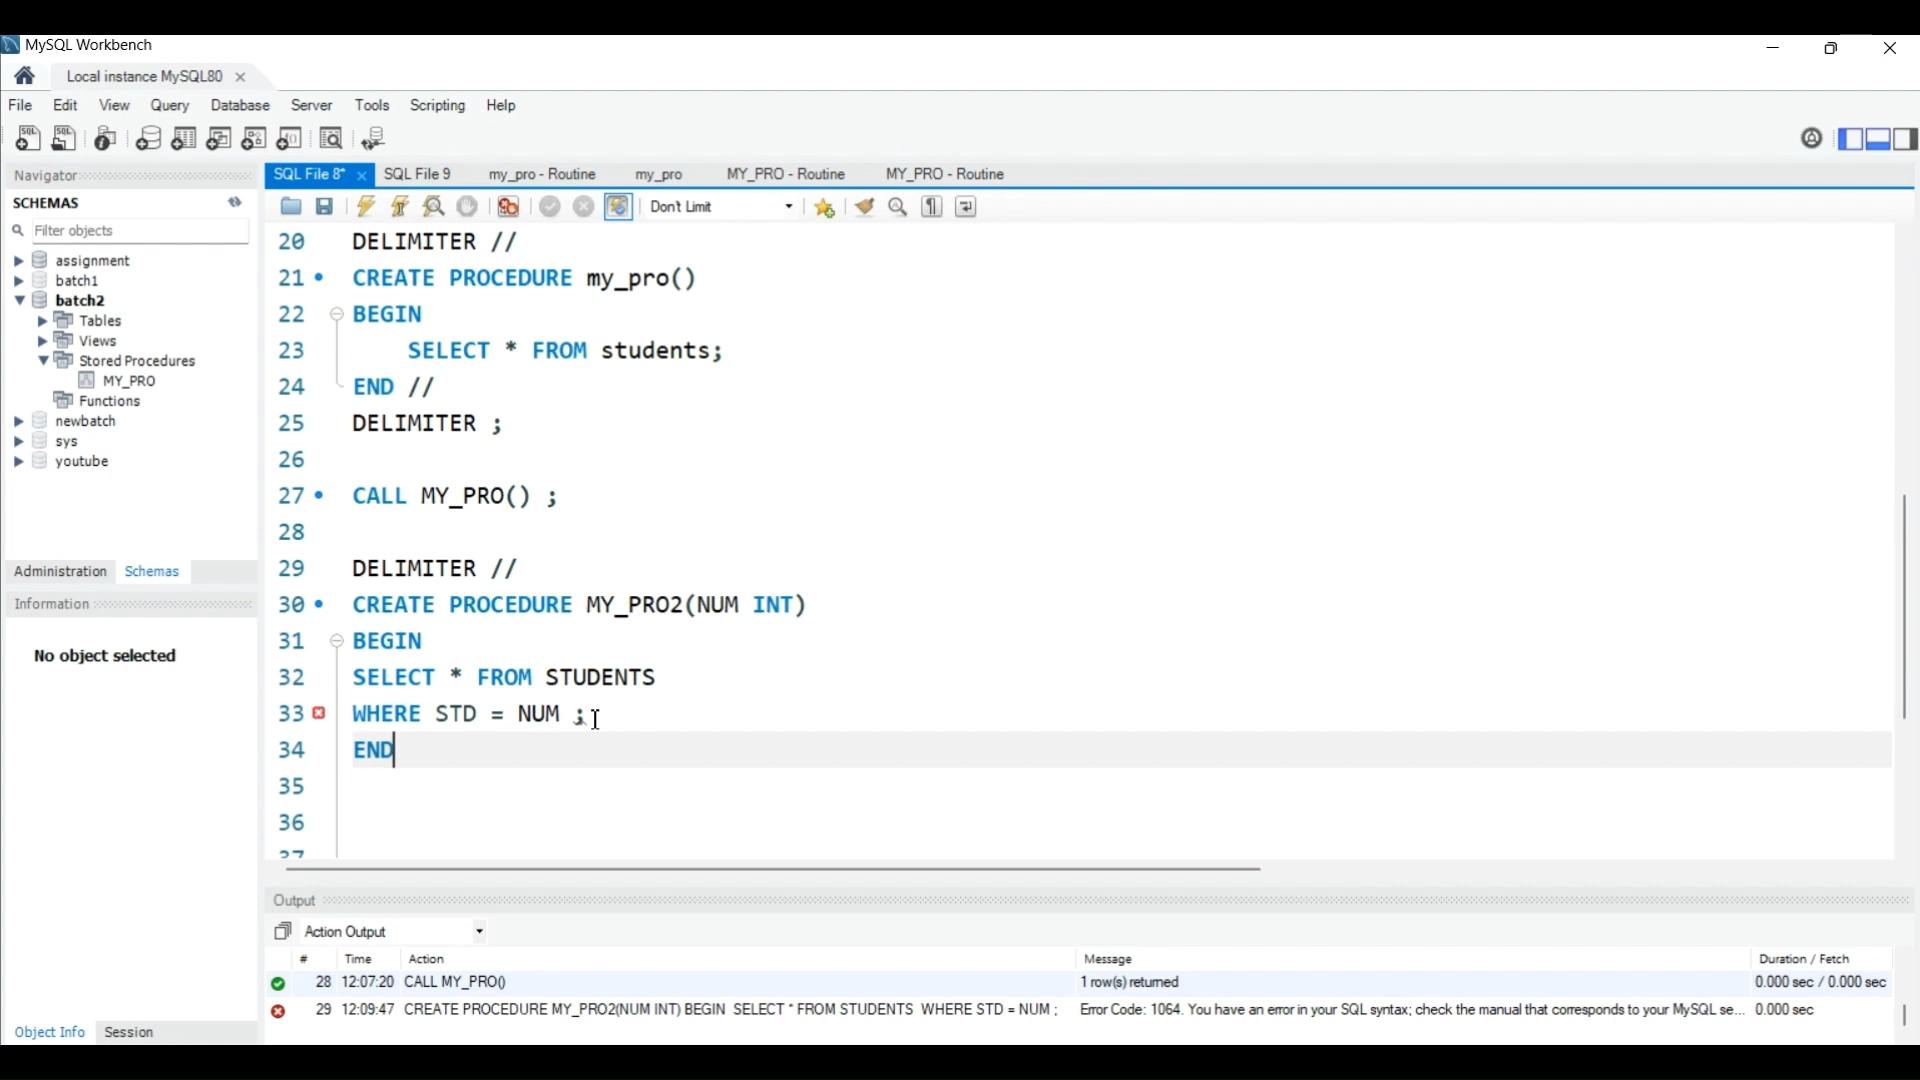 MySQL Workbench
Local instance MySQL80
File Edit View Query Database Server Tools Scripting Help
Navigator
SCHEMAS
Filter objects
assignment
batch1
batch2
Tables
Views
Stored Procedures
MY_PRO
Functions
newbatch
sys
youtube
Administration Schemas
Information
No object selected
Object Info Session
SQL File 8* SQL File 9 my_pro - Routine my_pro MY_PRO - Routine MY_PRO - Routine
Don't Limit
20 DELIMITER //
21 CREATE PROCEDURE my_pro()
22 BEGIN
23 SELECT * FROM students;
24 END //
25 DELIMITER ;
26
27 CALL MY_PRO() ;
28
29 DELIMITER //
30 CREATE PROCEDURE MY_PRO2(NUM INT)
31 BEGIN
32 SELECT * FROM STUDENTS
33 WHERE STD = NUM ;
34 END
35
36
37
Output
Action Output
# Time Action Message Duration / Fetch
28 12:07:20 CALL MY_PRO() 1 row(s) returned 0.000 sec / 0.000 sec
29 12:09:47 CREATE PROCEDURE MY_PRO2(NUM INT) BEGIN SELECT * FROM STUDENTS WHERE STD = NUM ; Error Code: 1064. You have an error in your SQL syntax; check the manual that corresponds to your MySQL se... 0.000 sec